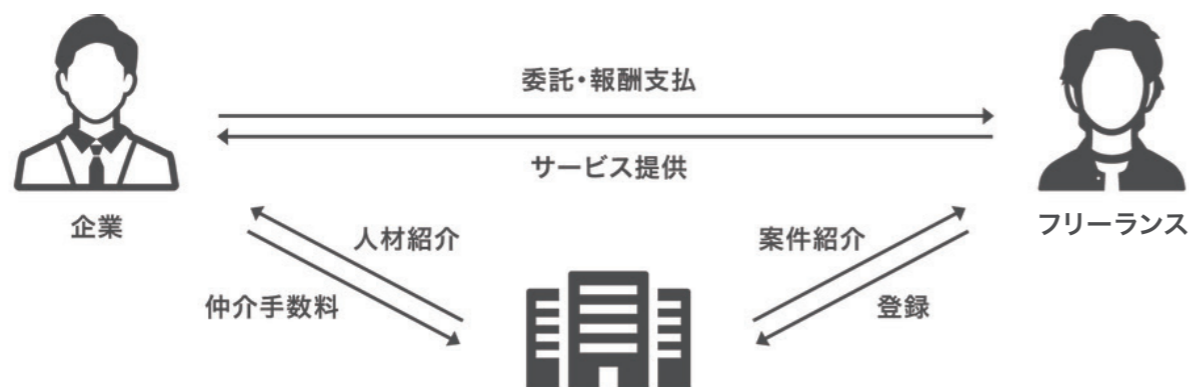 委託・報酬支払
サービス提供
企業
フリーランス
人材紹介
案件紹介
仲介手数料
登録